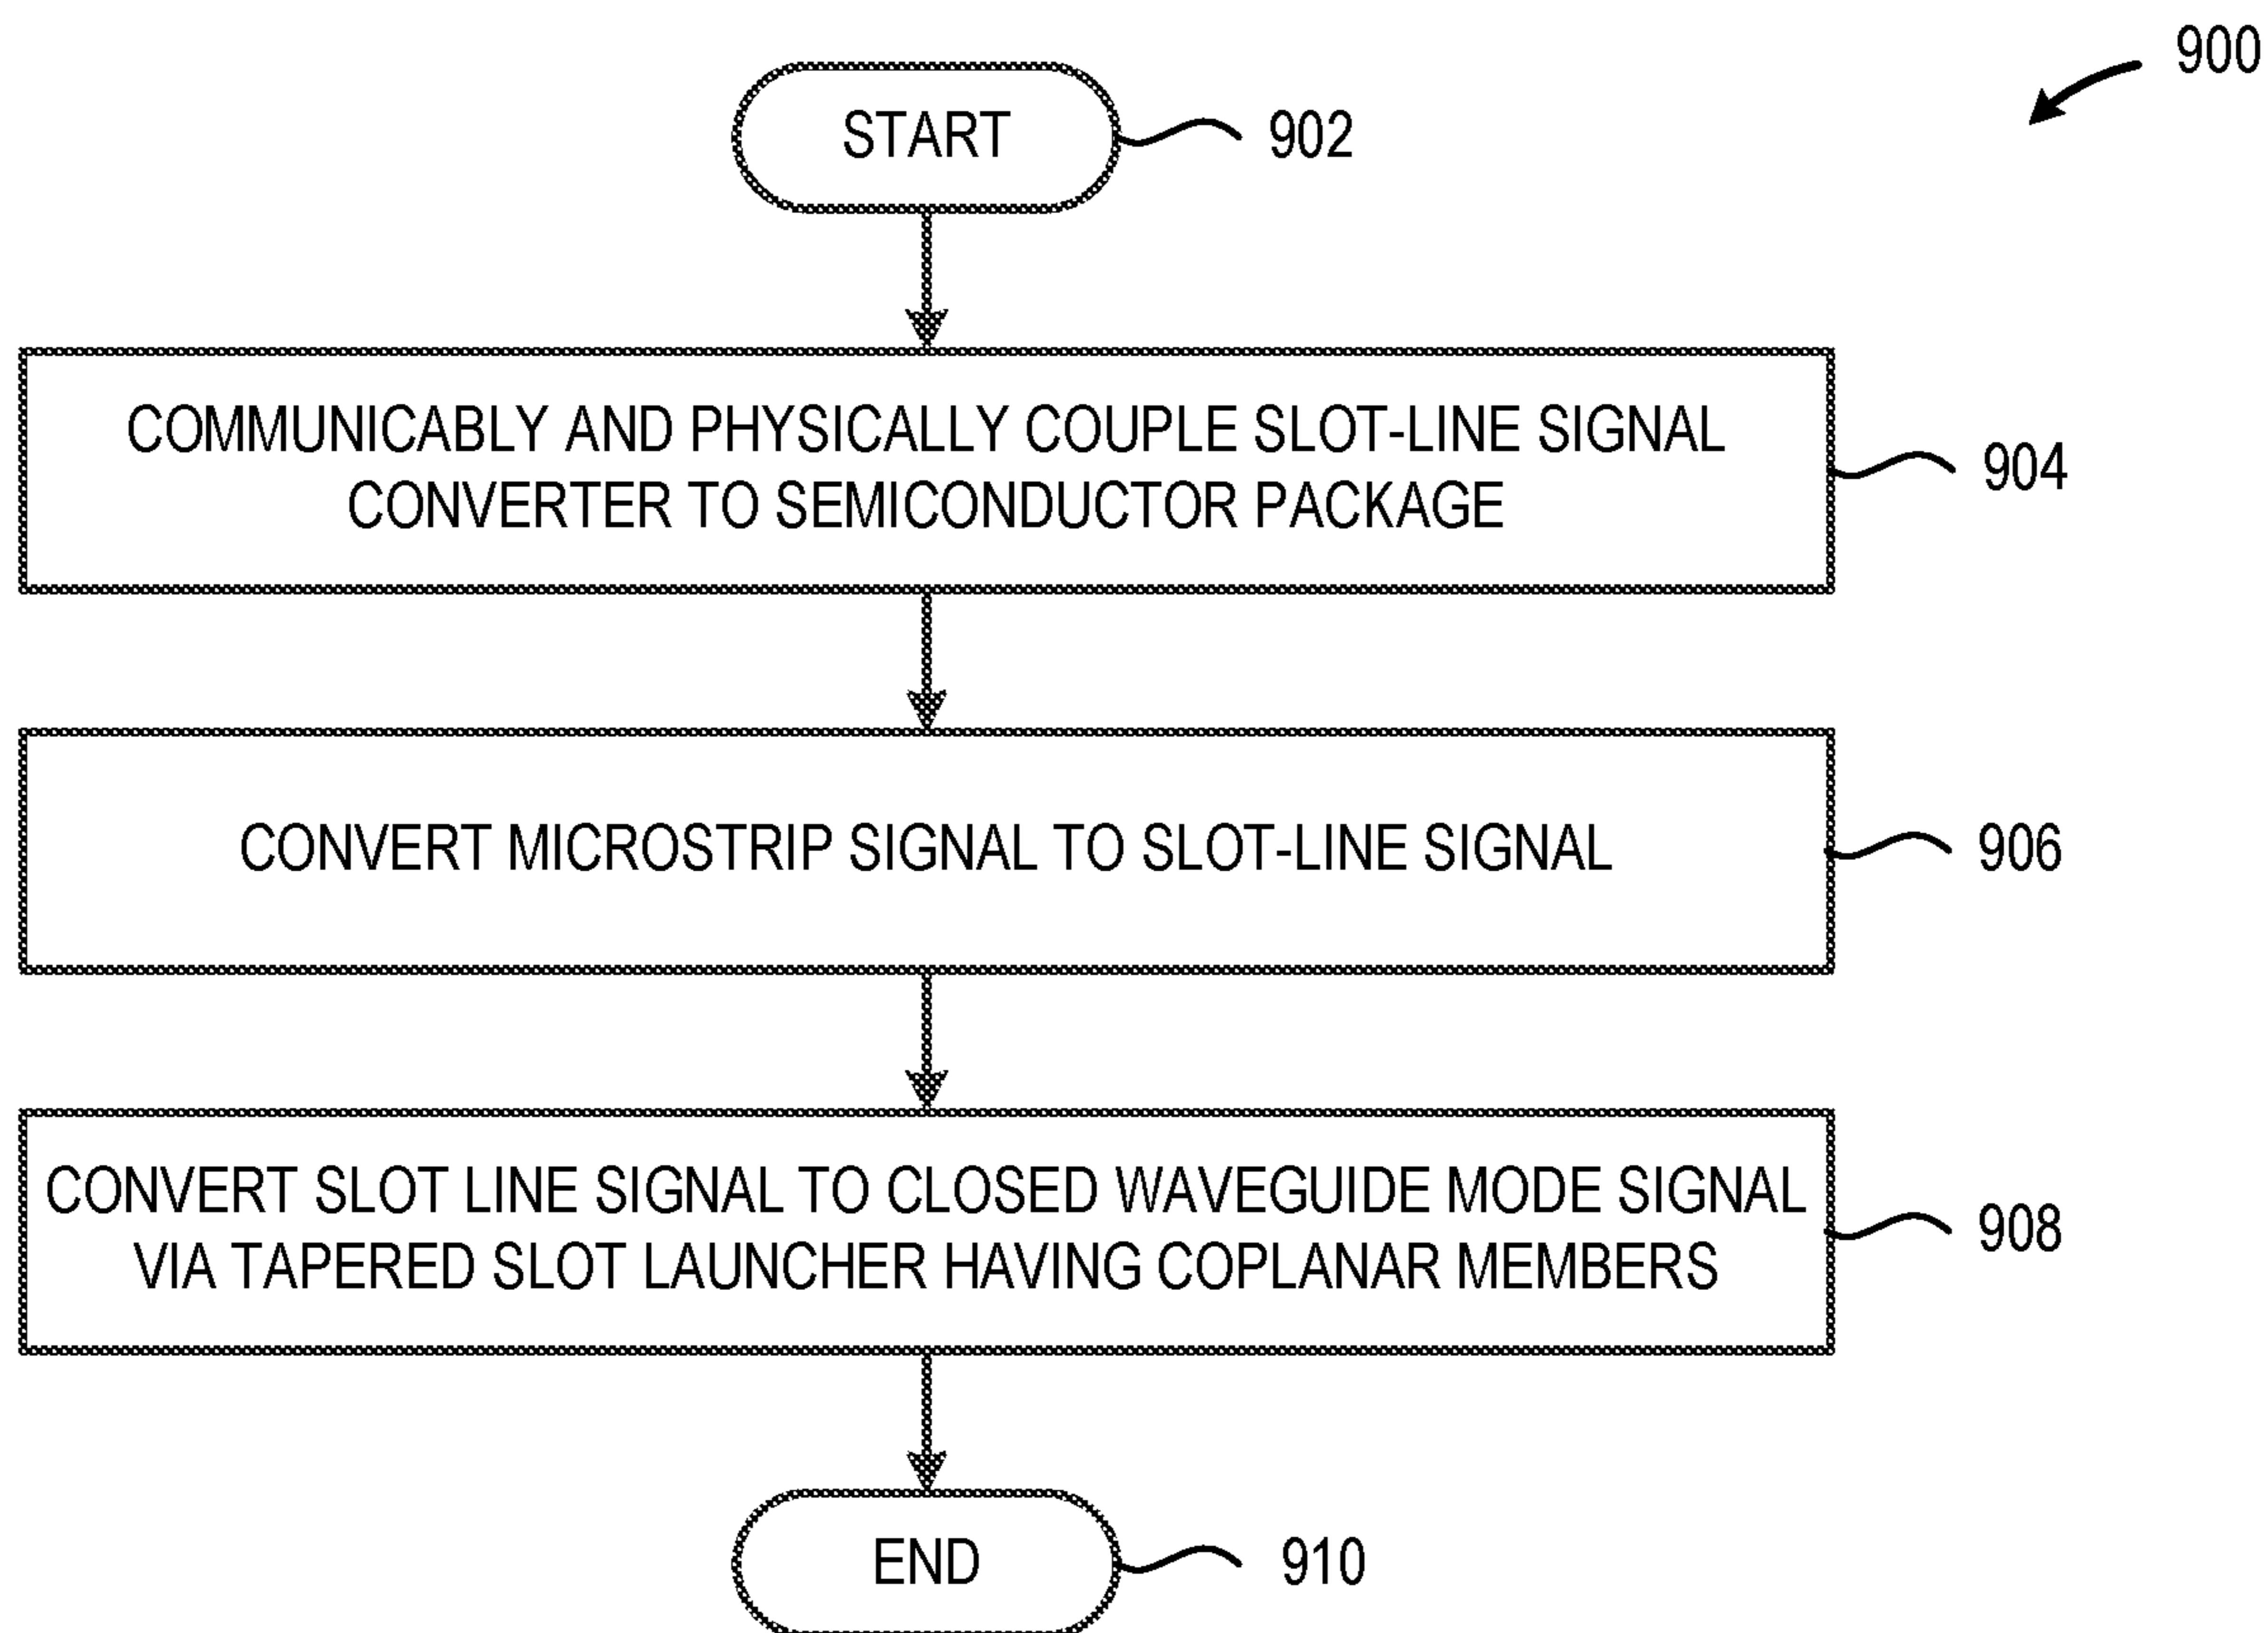 900
START
902
COMMUNICABLY AND PHYSICALLY COUPLE SLOT-LINE SIGNAL
CONVERTER TO SEMICONDUCTOR PACKAGE
904
CONVERT MICROSTRIP SIGNAL TO SLOT-LINE SIGNAL
906
CONVERT SLOT LINE SIGNAL TO CLOSED WAVEGUIDE MODE SIGNAL
VIA TAPERED SLOT LAUNCHER HAVING COPLANAR MEMBERS
908
END
910